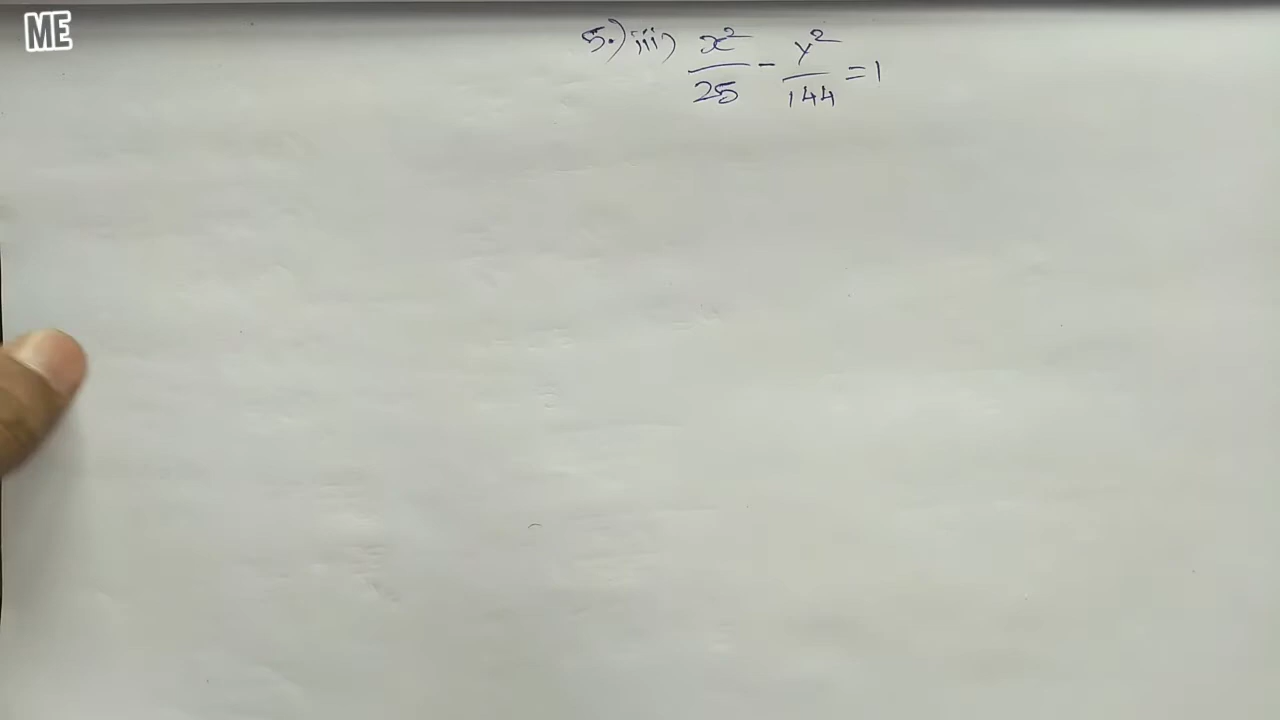 ME
5.) iii) x²/25 - y²/144 = 1